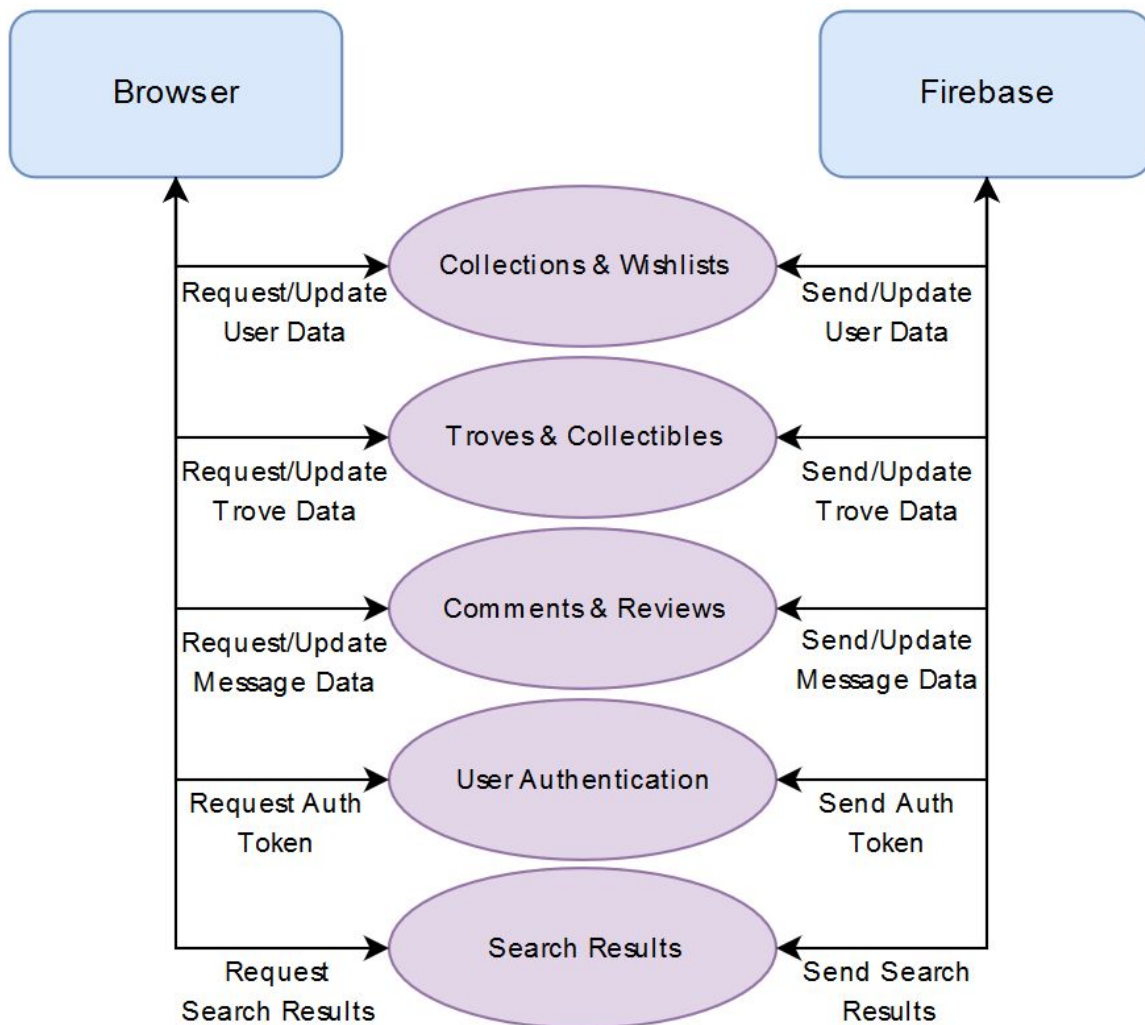 Browser
Firebase
Collections & Wishlists
Request/Update
User Data
Send/Update
User Data
Troves & Collectibles
Request/Update
Trove Data
Send/Update
Trove Data
Comments & Reviews
Request/Update
Message Data
Send/Update
Message Data
User Authentication
Request Auth
Token
Send Auth
Token
Search Results
Request
Search Results
Send Search
Results